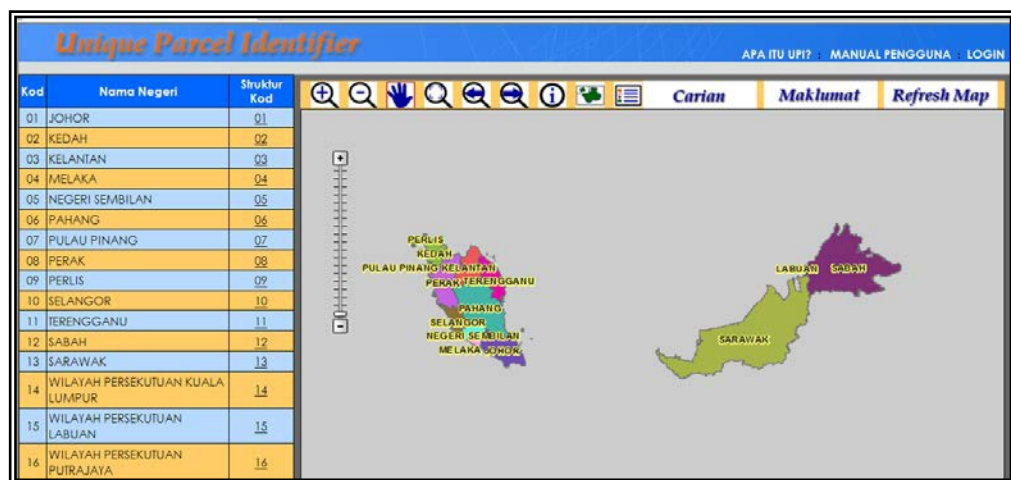 Unique Parcel Identifier
APA ITU UPI? : MANUAL PENGGUNA : LOGIN
Kod Nama Negeri Struktur Kod
01 JOHOR 01
02 KEDAH 02
03 KELANTAN 03
04 MELAKA 04
05 NEGERI SEMBILAN 05
06 PAHANG 06
07 PULAU PINANG 07
08 PERAK 08
09 PERLIS 09
10 SELANGOR 10
11 TERENGGANU 11
12 SABAH 12
13 SARAWAK 13
14 WILAYAH PERSEKUTUAN KUALA LUMPUR 14
15 WILAYAH PERSEKUTUAN LABUAN 15
16 WILAYAH PERSEKUTUAN PUTRAJAYA 16
Carian Maklumat Refresh Map
PERLIS
KEDAH
PULAU PINANG KELANTAN
PERAK TERENGGANU
PAHANG
SELANGOR
NEGERI SEMBILAN
MELAKA JOHOR
LABUAN SABAH
SARAWAK